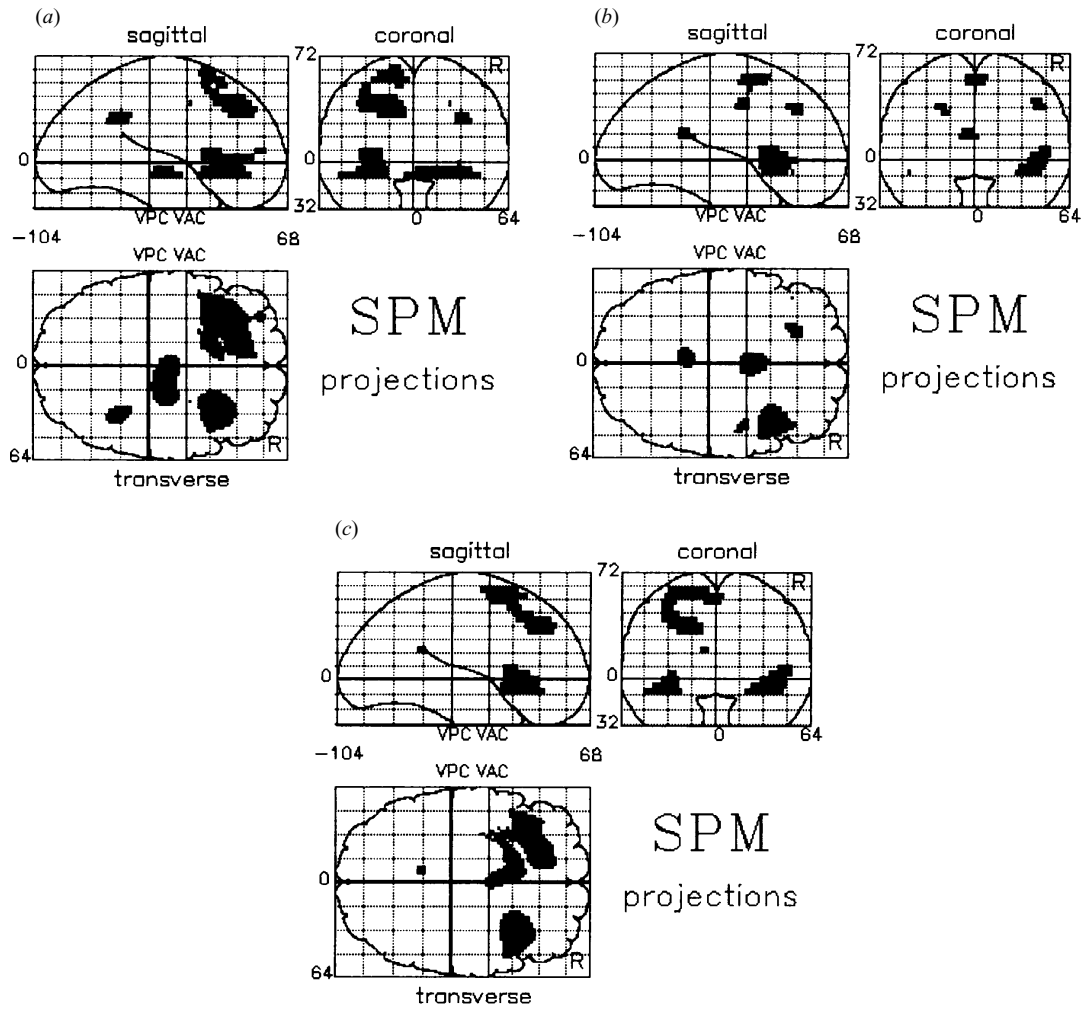 (a)
sagittal
coronal
72
R
0
0
32
VPC VAC
0
64
−104
68
VPC VAC
0
SPM
projections
64
R
transverse
(b)
sagittal
coronal
72
R
0
0
32
VPC VAC
0
64
−104
68
VPC VAC
0
SPM
projections
64
R
transverse
(c)
sagittal
coronal
72
R
0
0
32
VPC VAC
0
64
−104
68
VPC VAC
0
SPM
projections
64
R
transverse